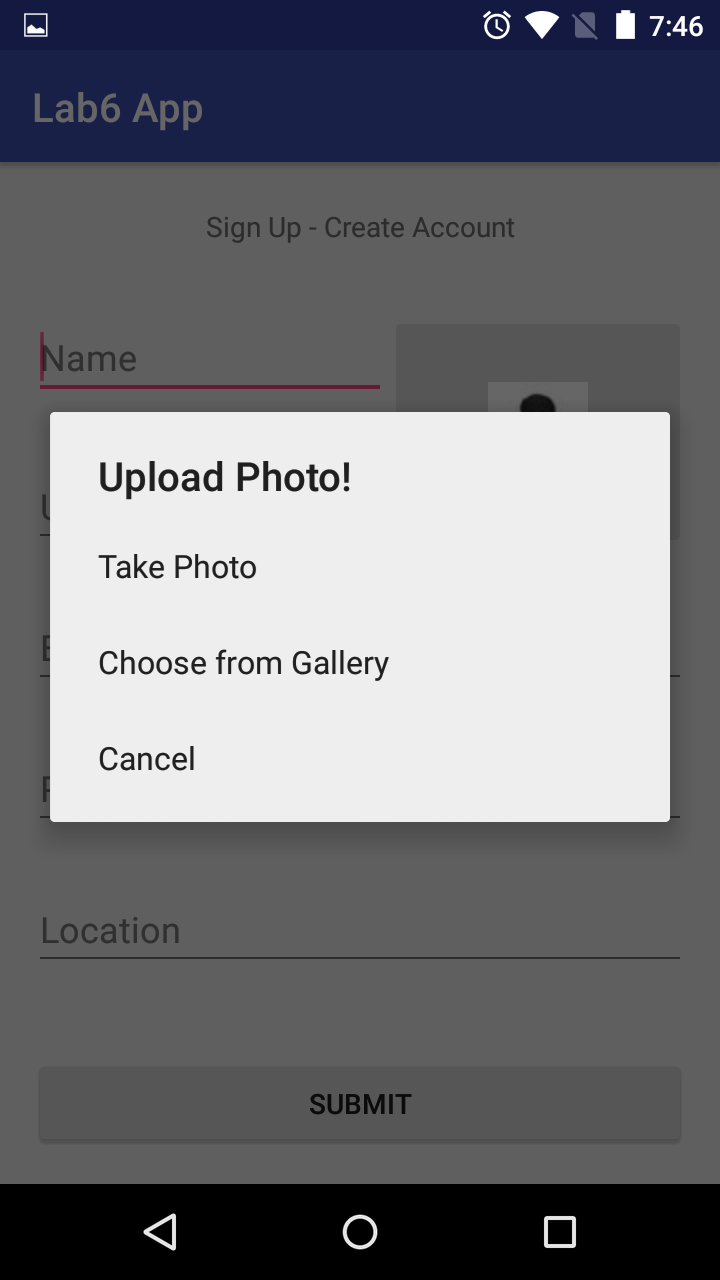 7:46
Lab6 App
Sign Up - Create Account
Name
Upload Photo!
Take Photo
Choose from Gallery
Cancel
Location
SUBMIT